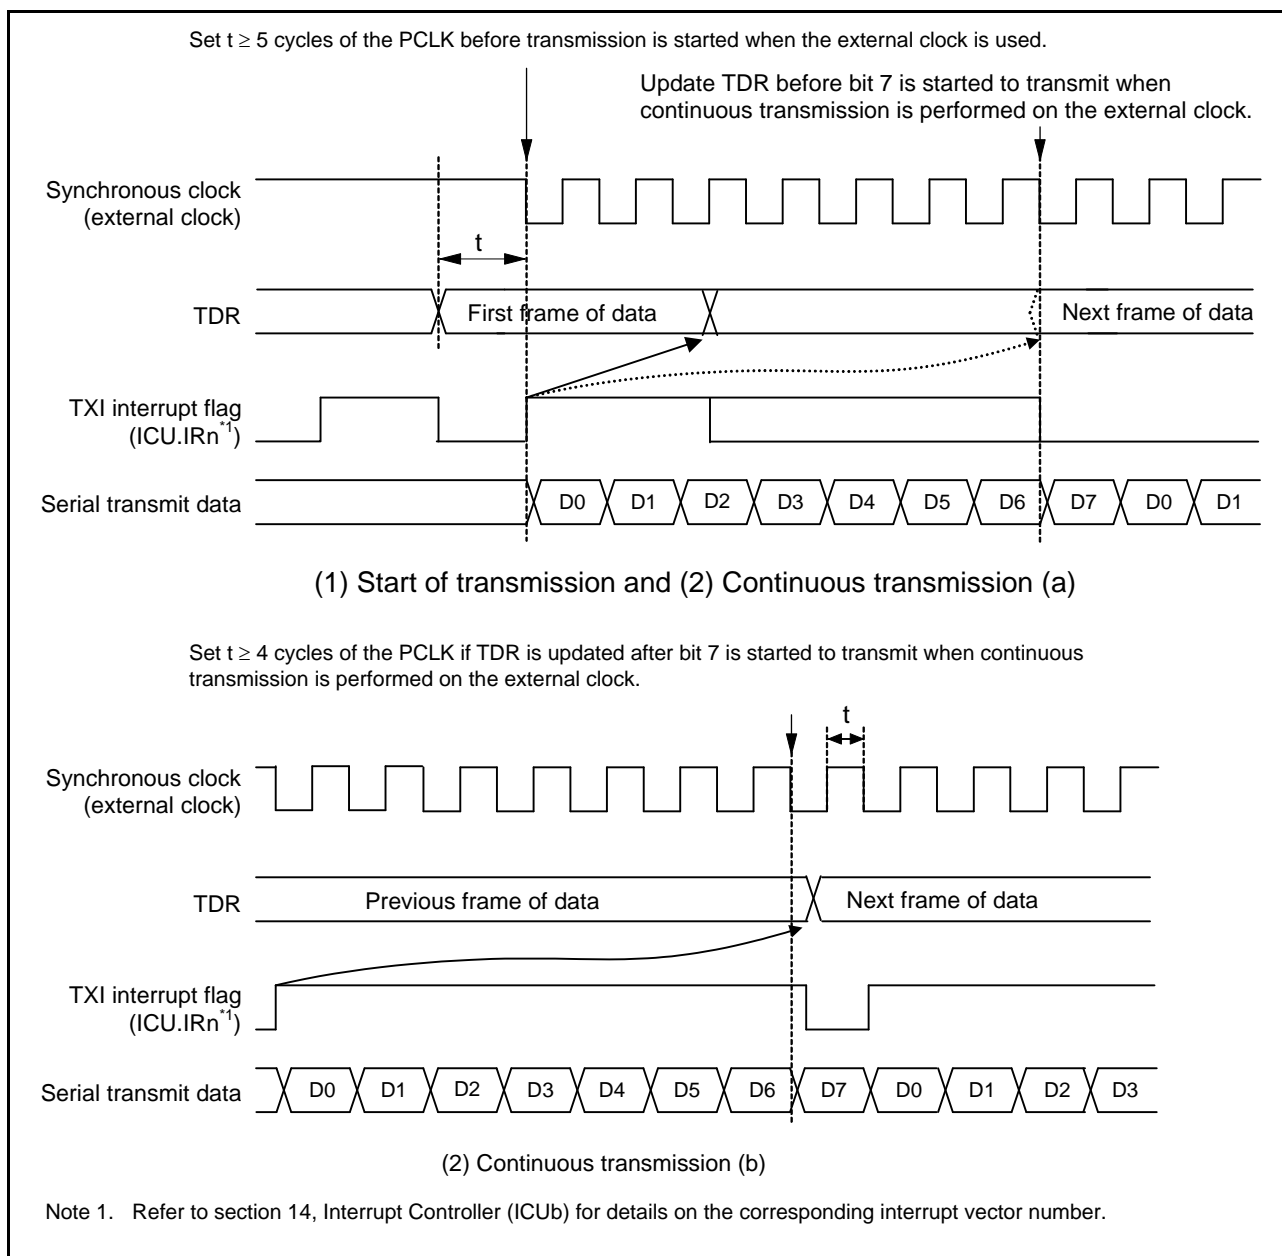 Set t ≥ 5 cycles of the PCLK before transmission is started when the external clock is used.
Update TDR before bit 7 is started to transmit when
continuous transmission is performed on the external clock.
Synchronous clock
(external clock)
t
TDR
First frame of data
Next frame of data
TXI interrupt flag
(ICU.IRn*1)
Serial transmit data
D0 D1 D2 D3 D4 D5 D6 D7 D0 D1
(1) Start of transmission and (2) Continuous transmission (a)
Set t ≥ 4 cycles of the PCLK if TDR is updated after bit 7 is started to transmit when continuous
transmission is performed on the external clock.
t
Synchronous clock
(external clock)
TDR
Previous frame of data
Next frame of data
TXI interrupt flag
(ICU.IRn*1)
Serial transmit data
D0 D1 D2 D3 D4 D5 D6 D7 D0 D1 D2 D3
(2) Continuous transmission (b)
Note 1. Refer to section 14, Interrupt Controller (ICUb) for details on the corresponding interrupt vector number.